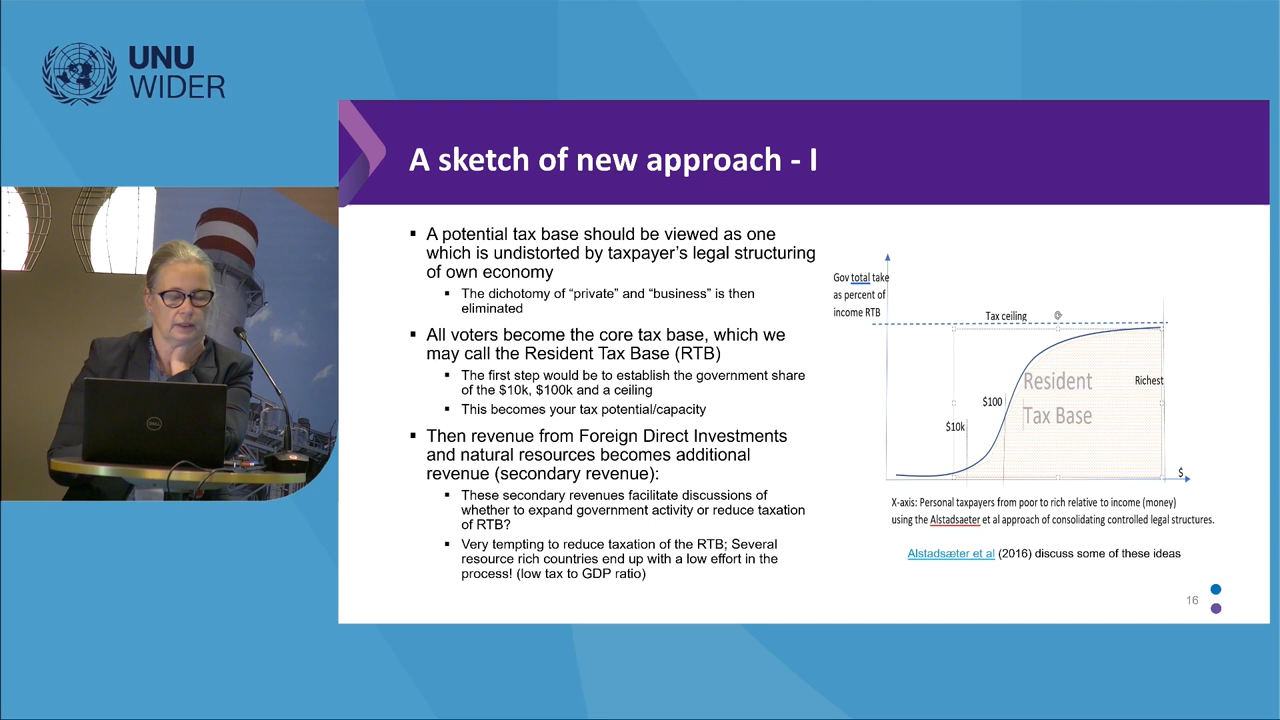 UNU
WIDER
A sketch of new approach - I
▪ A potential tax base should be viewed as one
which is undistorted by taxpayer's legal structuring
of own economy
▪ The dichotomy of “private” and “business” is then
eliminated
▪ All voters become the core tax base, which we
may call the Resident Tax Base (RTB)
▪ The first step would be to establish the government share
of the $10k, $100k and a ceiling
▪ This becomes your tax potential/capacity
▪ Then revenue from Foreign Direct Investments
and natural resources becomes additional
revenue (secondary revenue):
▪ These secondary revenues facilitate discussions of
whether to expand government activity or reduce taxation
of RTB?
▪ Very tempting to reduce taxation of the RTB; Several
resource rich countries end up with a low effort in the
process! (low tax to GDP ratio)
Gov total take
as percent of
income RTB
Tax ceiling
Resident
Tax Base
Richest
$100
$10k
$
X-axis: Personal taxpayers from poor to rich relative to income (money)
using the Alstadsaeter et al approach of consolidating controlled legal structures.
Alstadsæter et al (2016) discuss some of these ideas
16
DELL